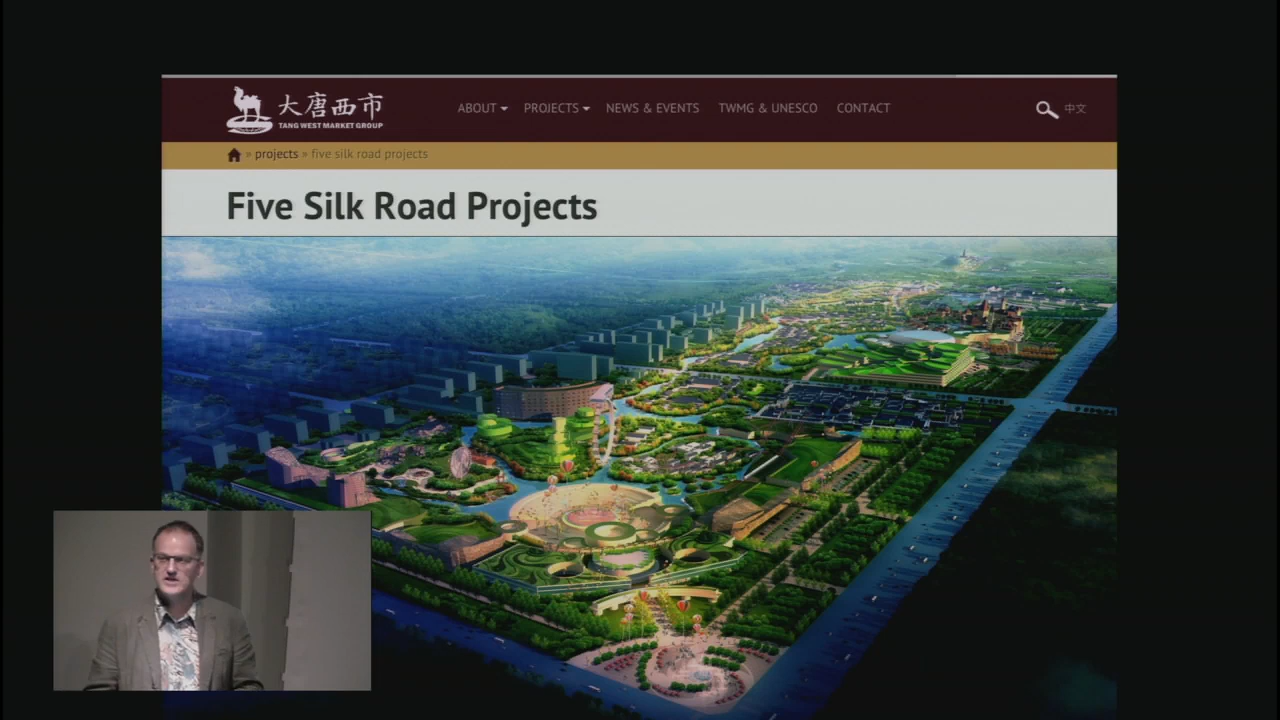 大唐西市
TANG WEST MARKET GROUP
ABOUT PROJECTS NEWS & EVENTS TWMG & UNESCO CONTACT 中文
» projects » five silk road projects
Five Silk Road Projects